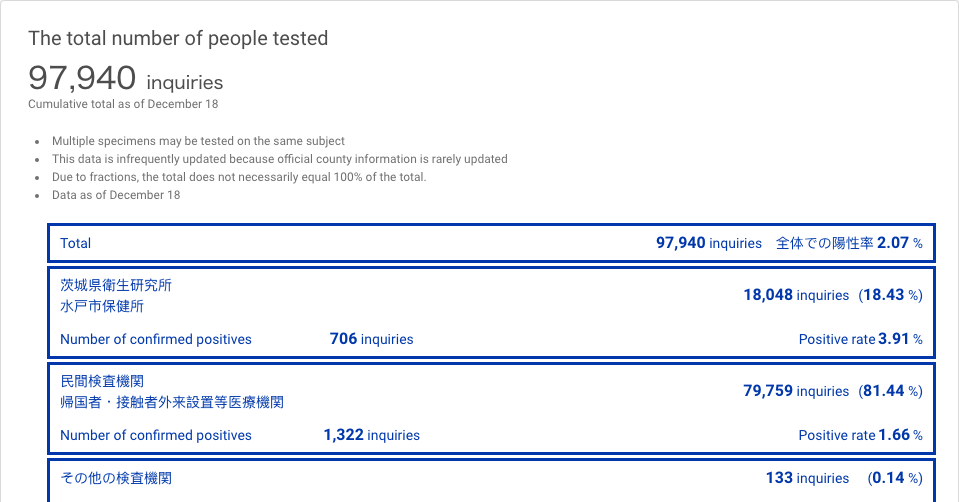 The total number of people tested
97,940 inquiries
Cumulative total as of December 18
• Multiple specimens may be tested on the same subject
• This data is infrequently updated because official county information is rarely updated
• Due to fractions, the total does not necessarily equal 100% of the total.
• Data as of December 18
Total 97,940 inquiries 全体での陽性率 2.07 %
茨城県衛生研究所
水戸市保健所
18,048 inquiries (18.43 %)
Number of confirmed positives 706 inquiries Positive rate 3.91 %
民間検査機関
帰国者・接触者外来設置等医療機関
79,759 inquiries (81.44 %)
Number of confirmed positives 1,322 inquiries Positive rate 1.66 %
その他の検査機関 133 inquiries (0.14 %)